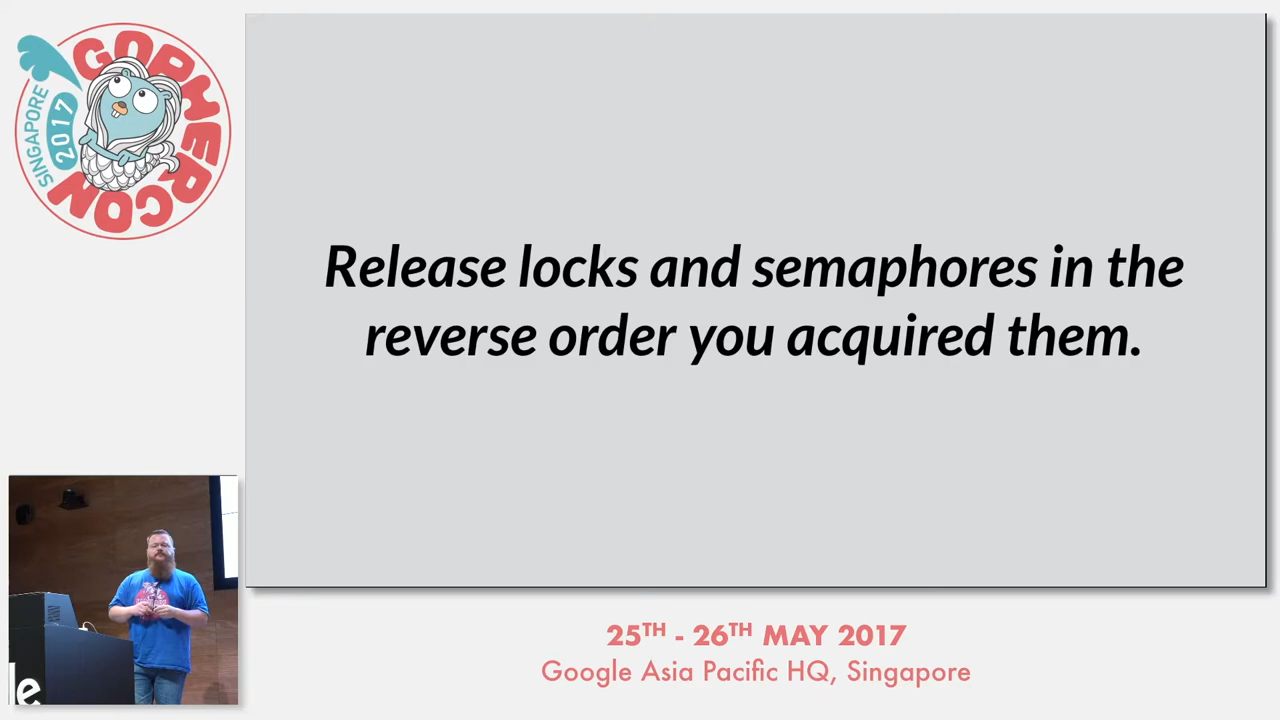 GOPHERCON
SINGAPORE
2017
Release locks and semaphores in the
reverse order you acquired them.
le
25TH - 26TH MAY 2017
Google Asia Pacific HQ, Singapore